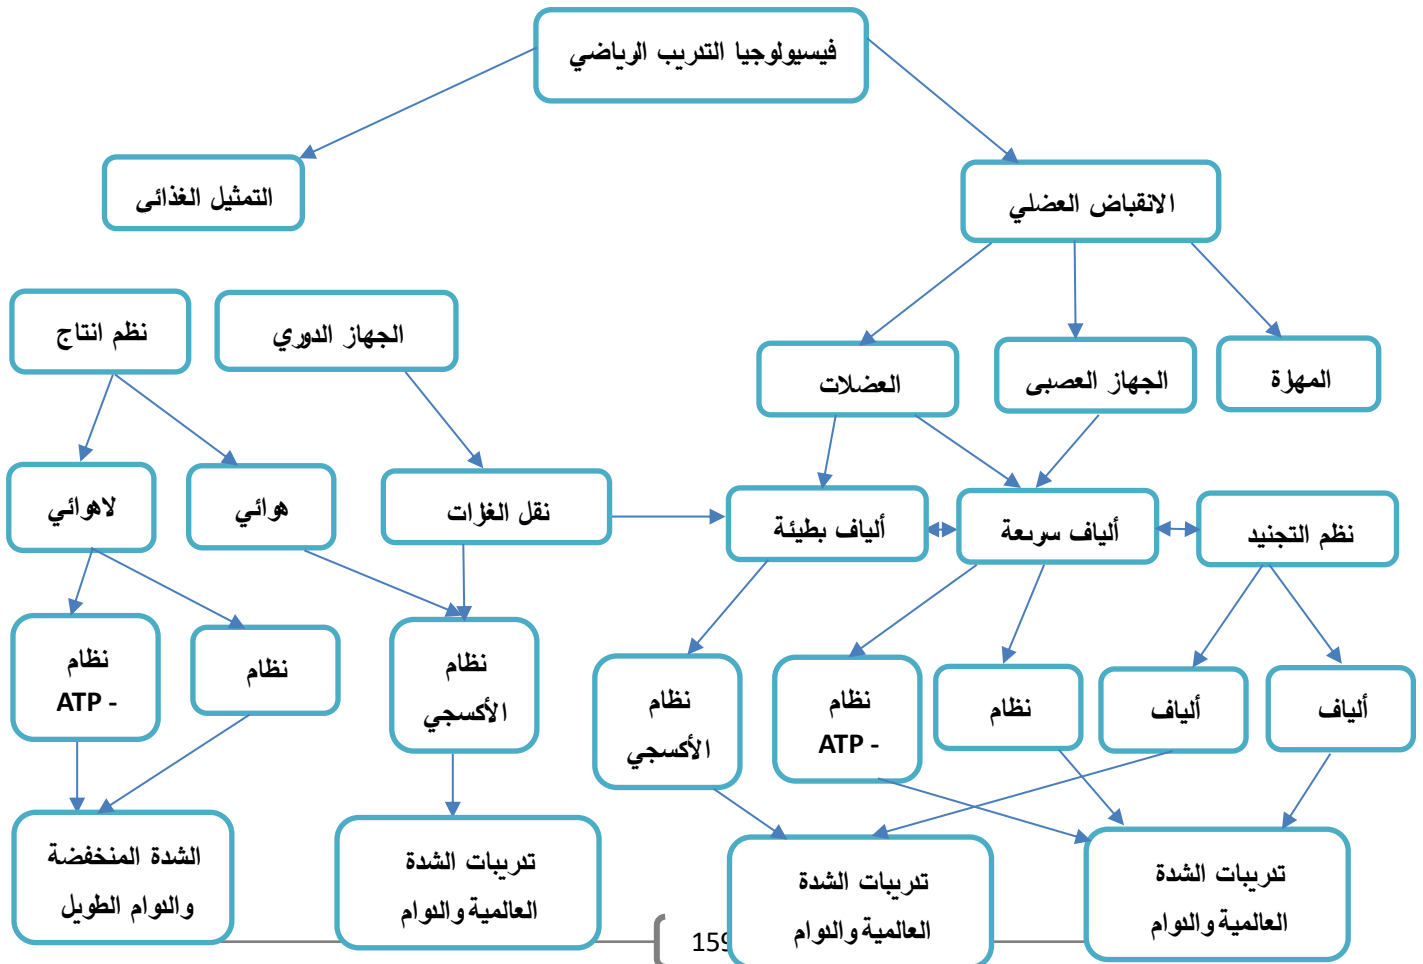 فيسيولوجيا التدريب الرياضي
الانقباض العضلي
التمثيل الغذائى
الجهاز الدوري
نظم انتاج
المهارة
الجهاز العصبى
العضلات
نظم التجنيد
ألياف سريعة
ألياف بطيئة
نقل الغازات
هوائي
لاهوائي
ألياف
ألياف
نظام
نظام
ATP -
نظام
الأكسجي
نظام
الأكسجي
نظام
نظام
ATP -
تدريبات الشدة
العالمية والدوام
تدريبات الشدة
العالمية والدوام
تدريبات الشدة
العالمية والدوام
الشدة المنخفضة
والدوام الطويل
159